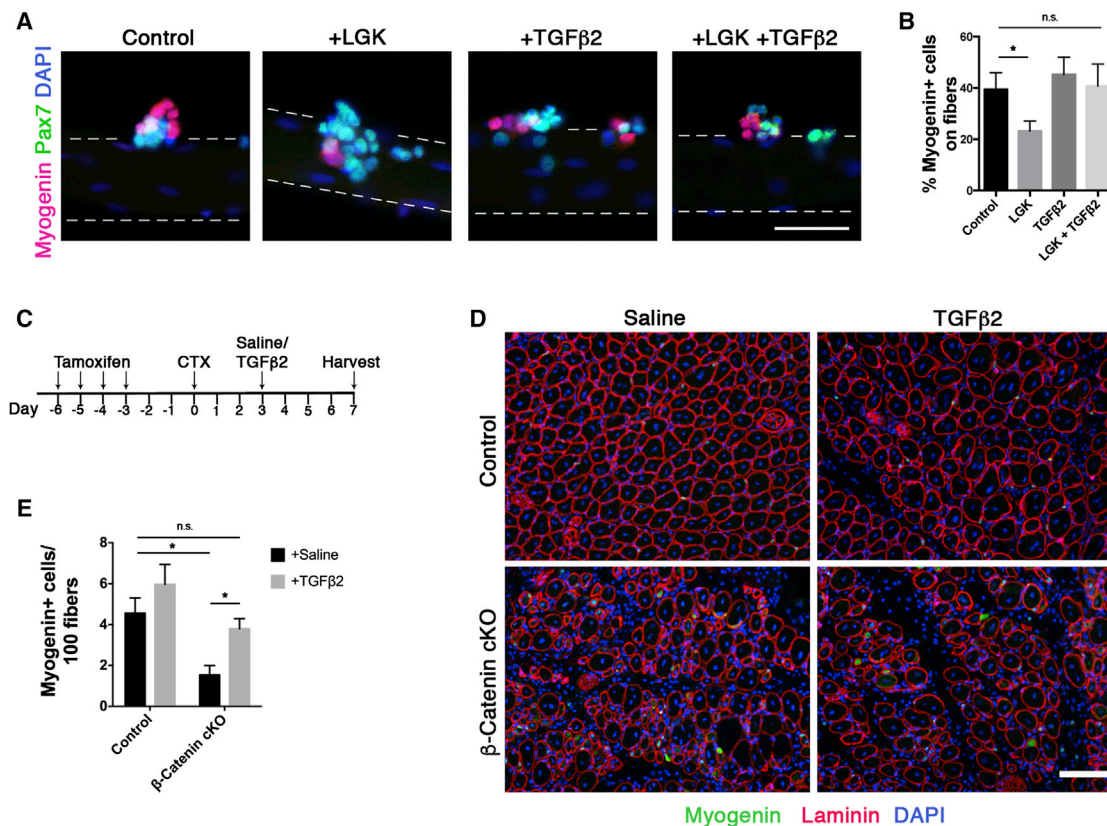 A
Control
+LGK
+TGFβ2
+LGK +TGFβ2
Myogenin Pax7 DAPI
B
n.s.
*
60
40
20
0
% Myogenin+ cells
on fibers
Control
LGK
TGFβ2
LGK + TGFβ2
C
Saline/
Tamoxifen CTX TGFβ2 Harvest
Day -6 -5 -4 -3 -2 -1 0 1 2 3 4 5 6 7
D
Saline
TGFβ2
Control
β-Catenin cKO
Myogenin Laminin DAPI
E
n.s.
*
*
8
6
4
2
0
Myogenin+ cells/
100 fibers
Control
β-Catenin cKO
+Saline
+TGFβ2